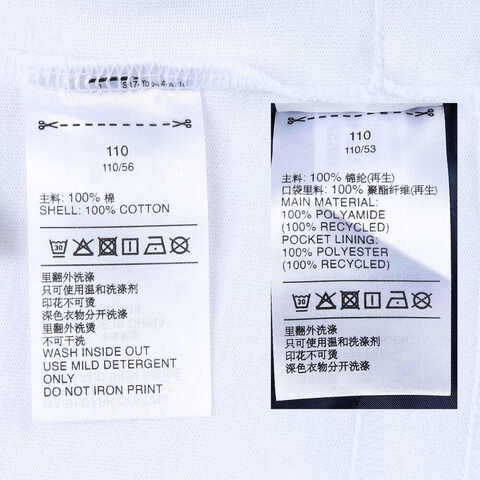 110
110/56
主料: 100% 棉
SHELL: 100% COTTON
里翻外洗涤
只可使用温和洗涤剂
印花不可烫
深色衣物分开洗涤
里翻外烫
不可干洗
WASH INSIDE OUT
USE MILD DETERGENT
ONLY
DO NOT IRON PRINT
110
110/53
主料: 100% 锦纶(再生)
口袋里料: 100% 聚酯纤维(再生)
MAIN MATERIAL:
100% POLYAMIDE
(100% RECYCLED)
POCKET LINING:
100% POLYESTER
(100% RECYCLED)
里翻外洗涤
只可使用温和洗涤剂
印花不可烫
深色衣物分开洗涤